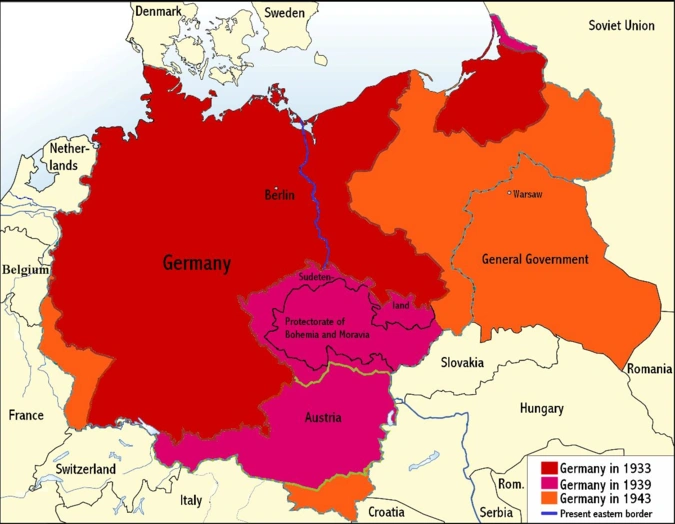 Denmark
Sweden
Soviet Union
Nether-
lands
Berlin
Warsaw
Germany
General Government
Belgium
Sudeten-
land
Protectorate of
Bohemia and Moravia
Slovakia
Romania
France
Austria
Hungary
Switzerland
Italy
Croatia
Rom.
Serbia
Germany in 1933
Germany in 1939
Germany in 1943
Present eastern border